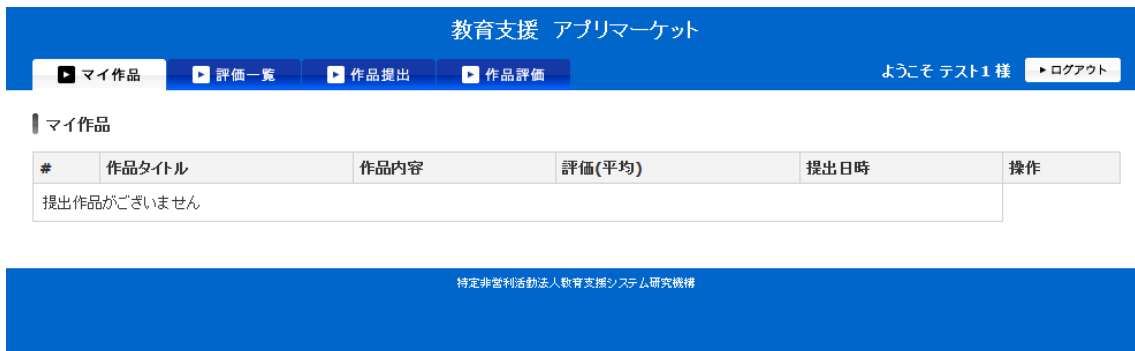 教育支援 アプリマーケット
マイ作品 評価一覧 作品提出 作品評価 ようこそ テスト1 様 ログアウト
マイ作品
# 作品タイトル 作品内容 評価(平均) 提出日時 操作
提出作品がございません
特定非営利活動法人教育支援システム研究機構